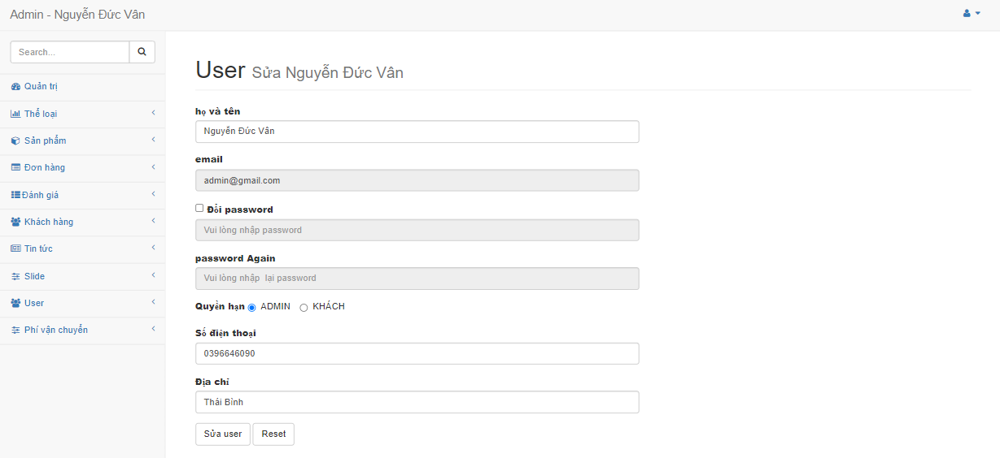 Admin - Nguyễn Đức Vân
Search...
Quản trị
Thể loại
Sản phẩm
Đơn hàng
Đánh giá
Khách hàng
Tin tức
Slide
User
Phí vận chuyển
User Sửa Nguyễn Đức Vân
họ và tên
Nguyễn Đức Vân
email
admin@gmail.com
Đổi password
Vui lòng nhập password
password Again
Vui lòng nhập lại password
Quyền hạn ADMIN KHÁCH
Số điện thoại
0396646090
Địa chỉ
Thái Bình
Sửa user Reset